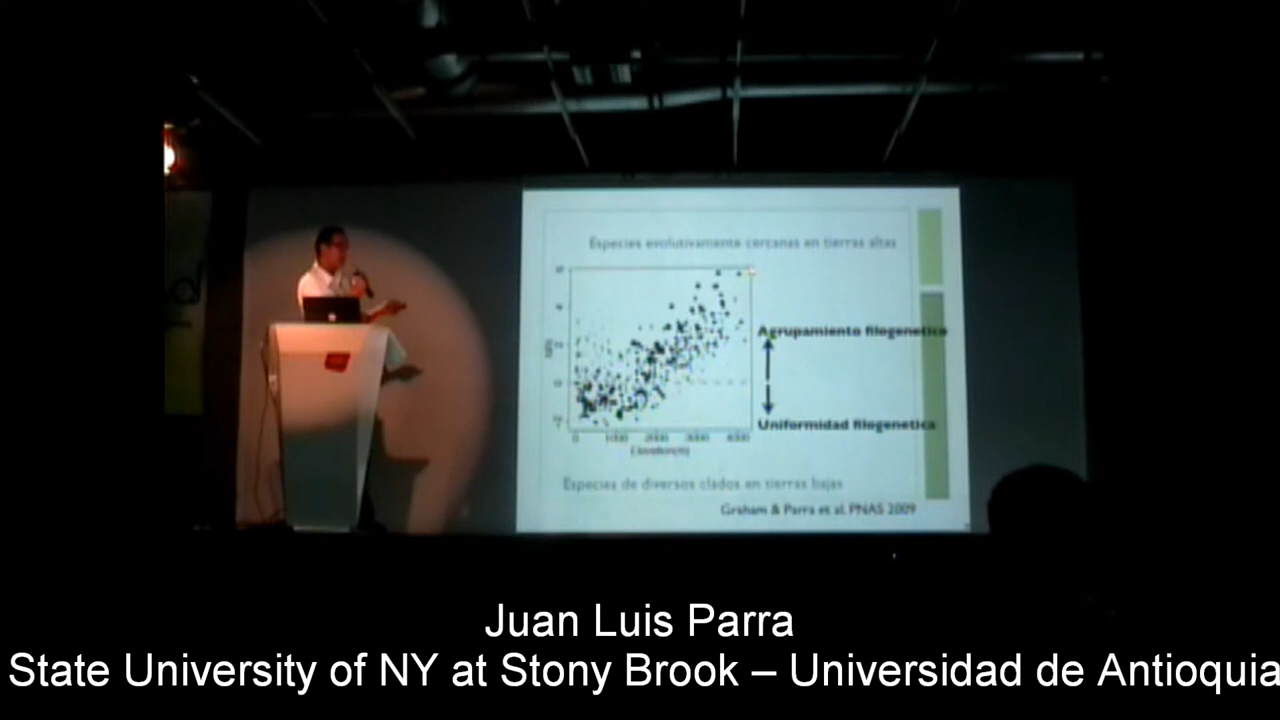 Especies evolutivamente cercanas en tierras altas
Agrupamiento filogenetico
Uniformidad filogenetica
0 1000 2000 3000 4000
Elevation(m)
Especies de diversos clados en tierras bajas
Graham & Parra et al. PNAS 2009
Juan Luis Parra
State University of NY at Stony Brook – Universidad de Antioquia